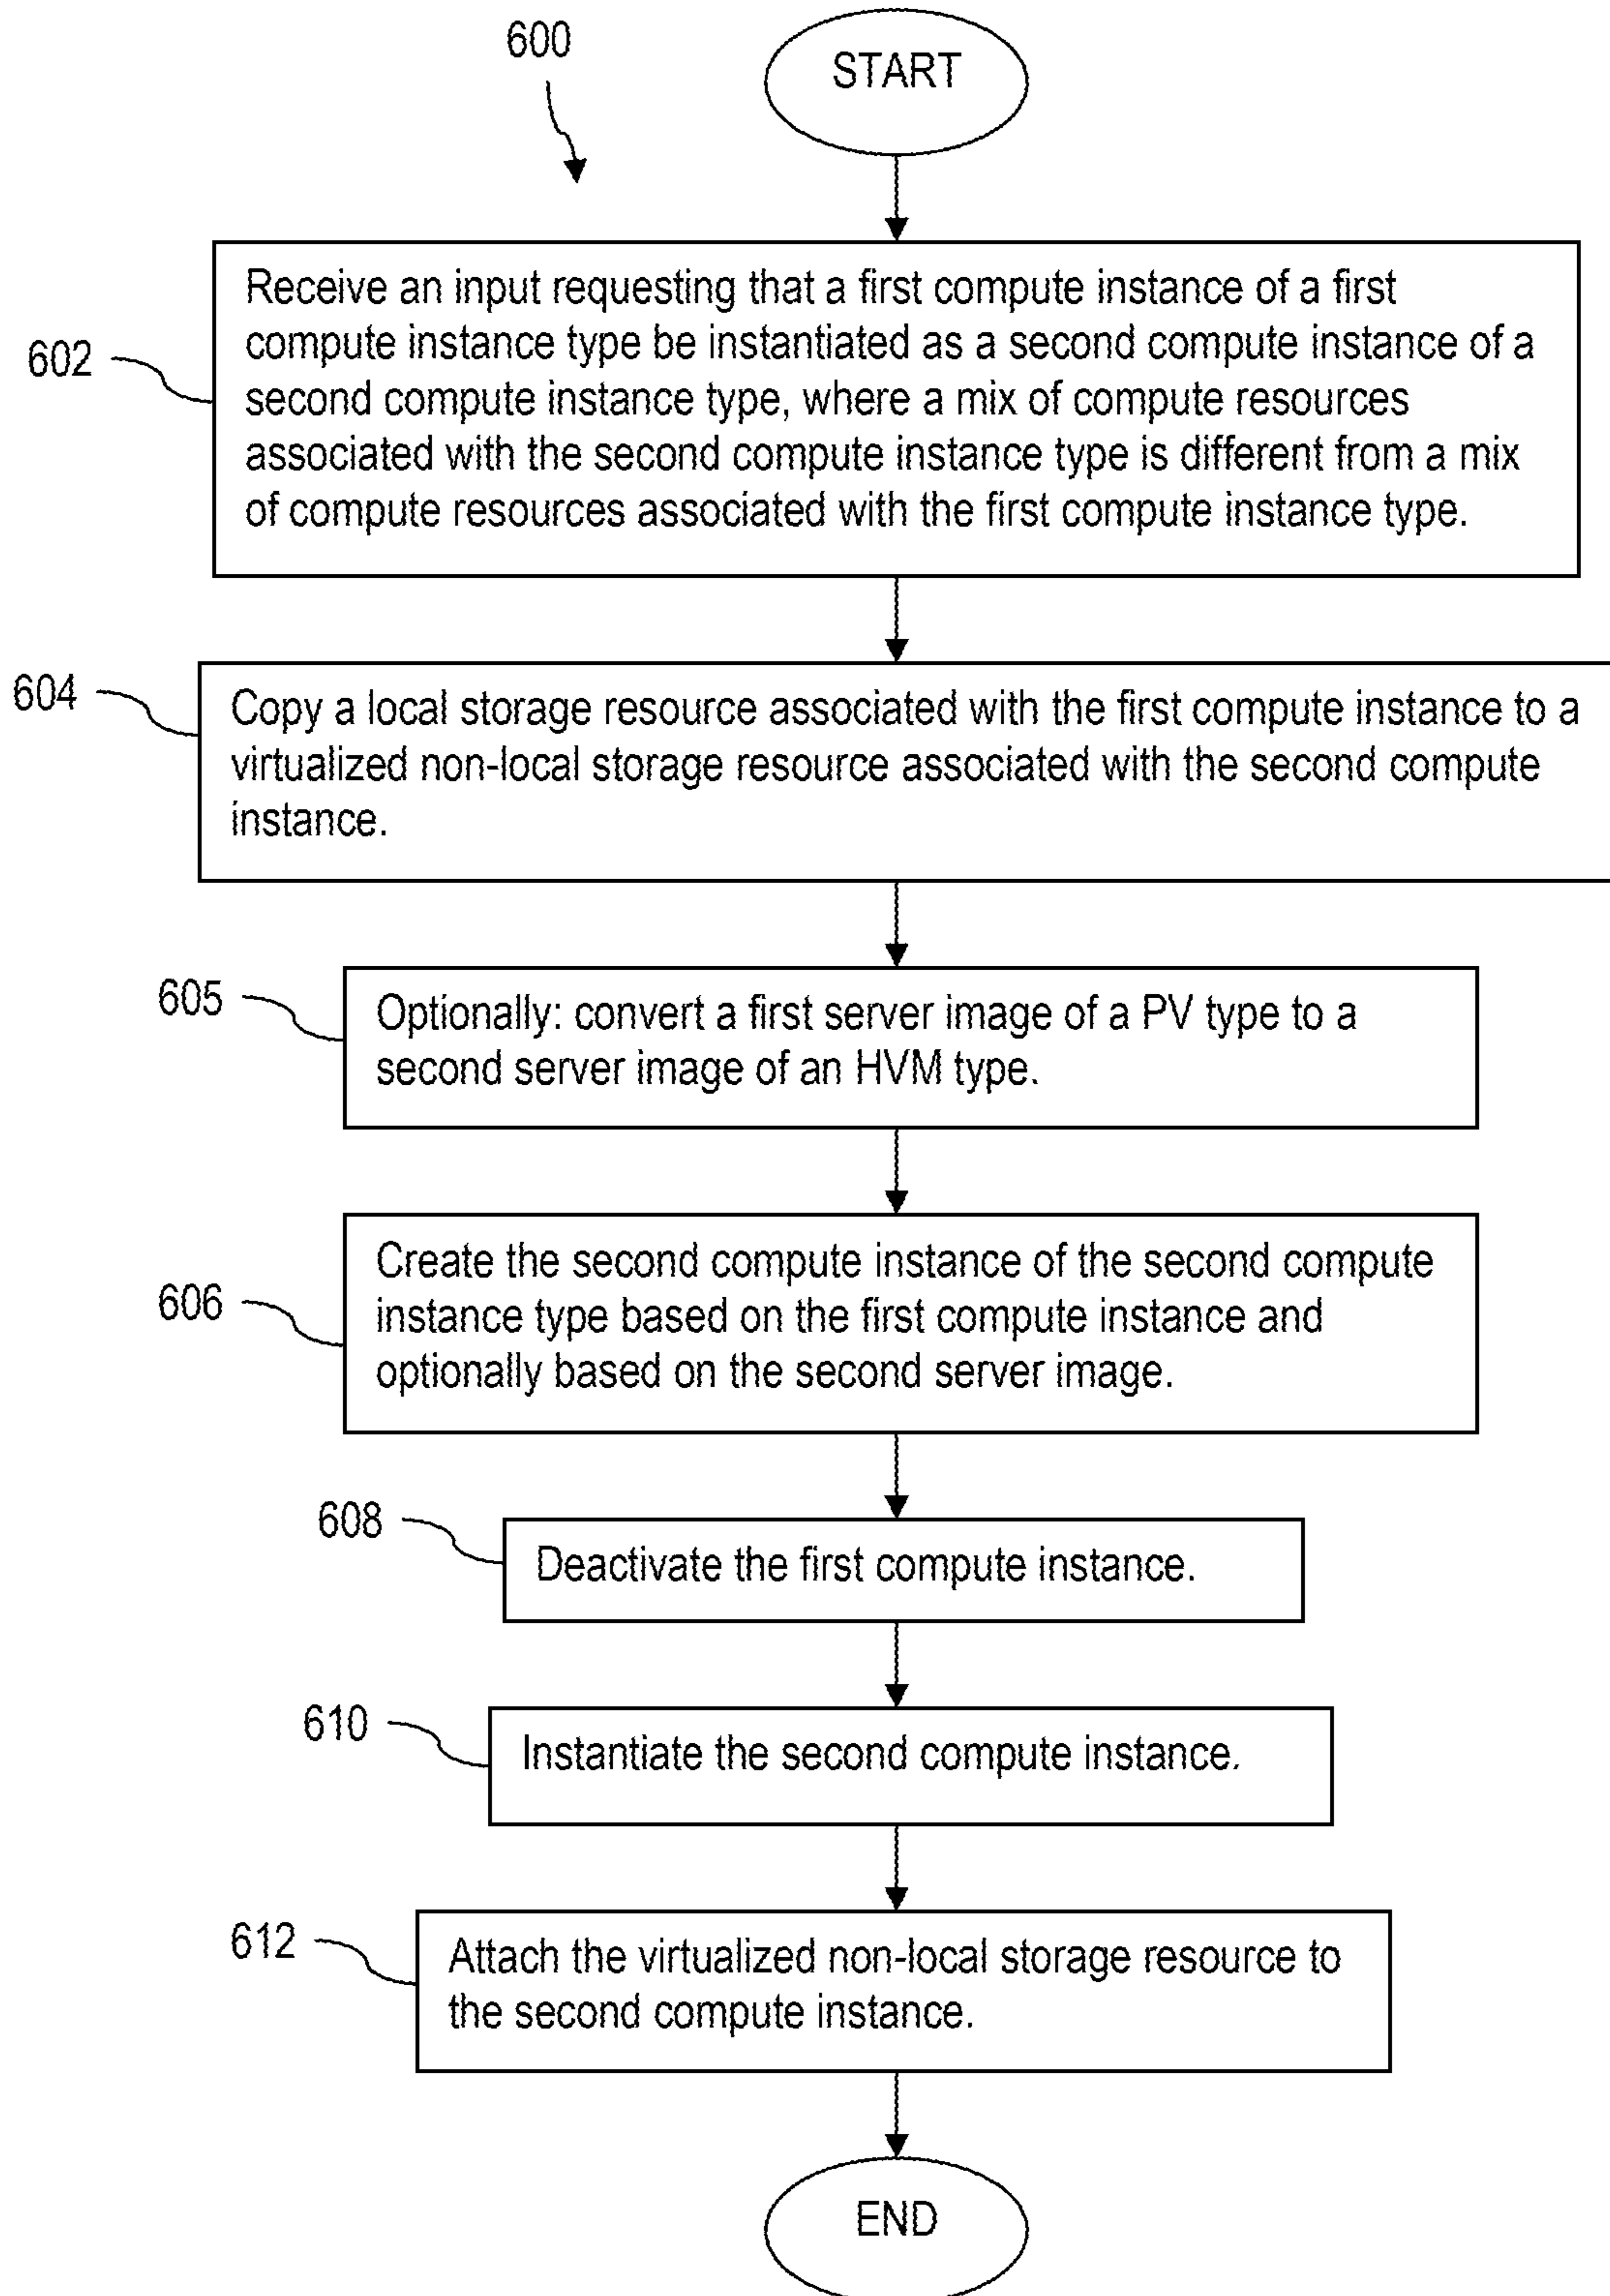 600
START
602
Receive an input requesting that a first compute instance of a first
compute instance type be instantiated as a second compute instance of a
second compute instance type, where a mix of compute resources
associated with the second compute instance type is different from a mix
of compute resources associated with the first compute instance type.
604
Copy a local storage resource associated with the first compute instance to a
virtualized non-local storage resource associated with the second compute
instance.
605
Optionally: convert a first server image of a PV type to a
second server image of an HVM type.
606
Create the second compute instance of the second compute
instance type based on the first compute instance and
optionally based on the second server image.
608
Deactivate the first compute instance.
610
Instantiate the second compute instance.
612
Attach the virtualized non-local storage resource to
the second compute instance.
END